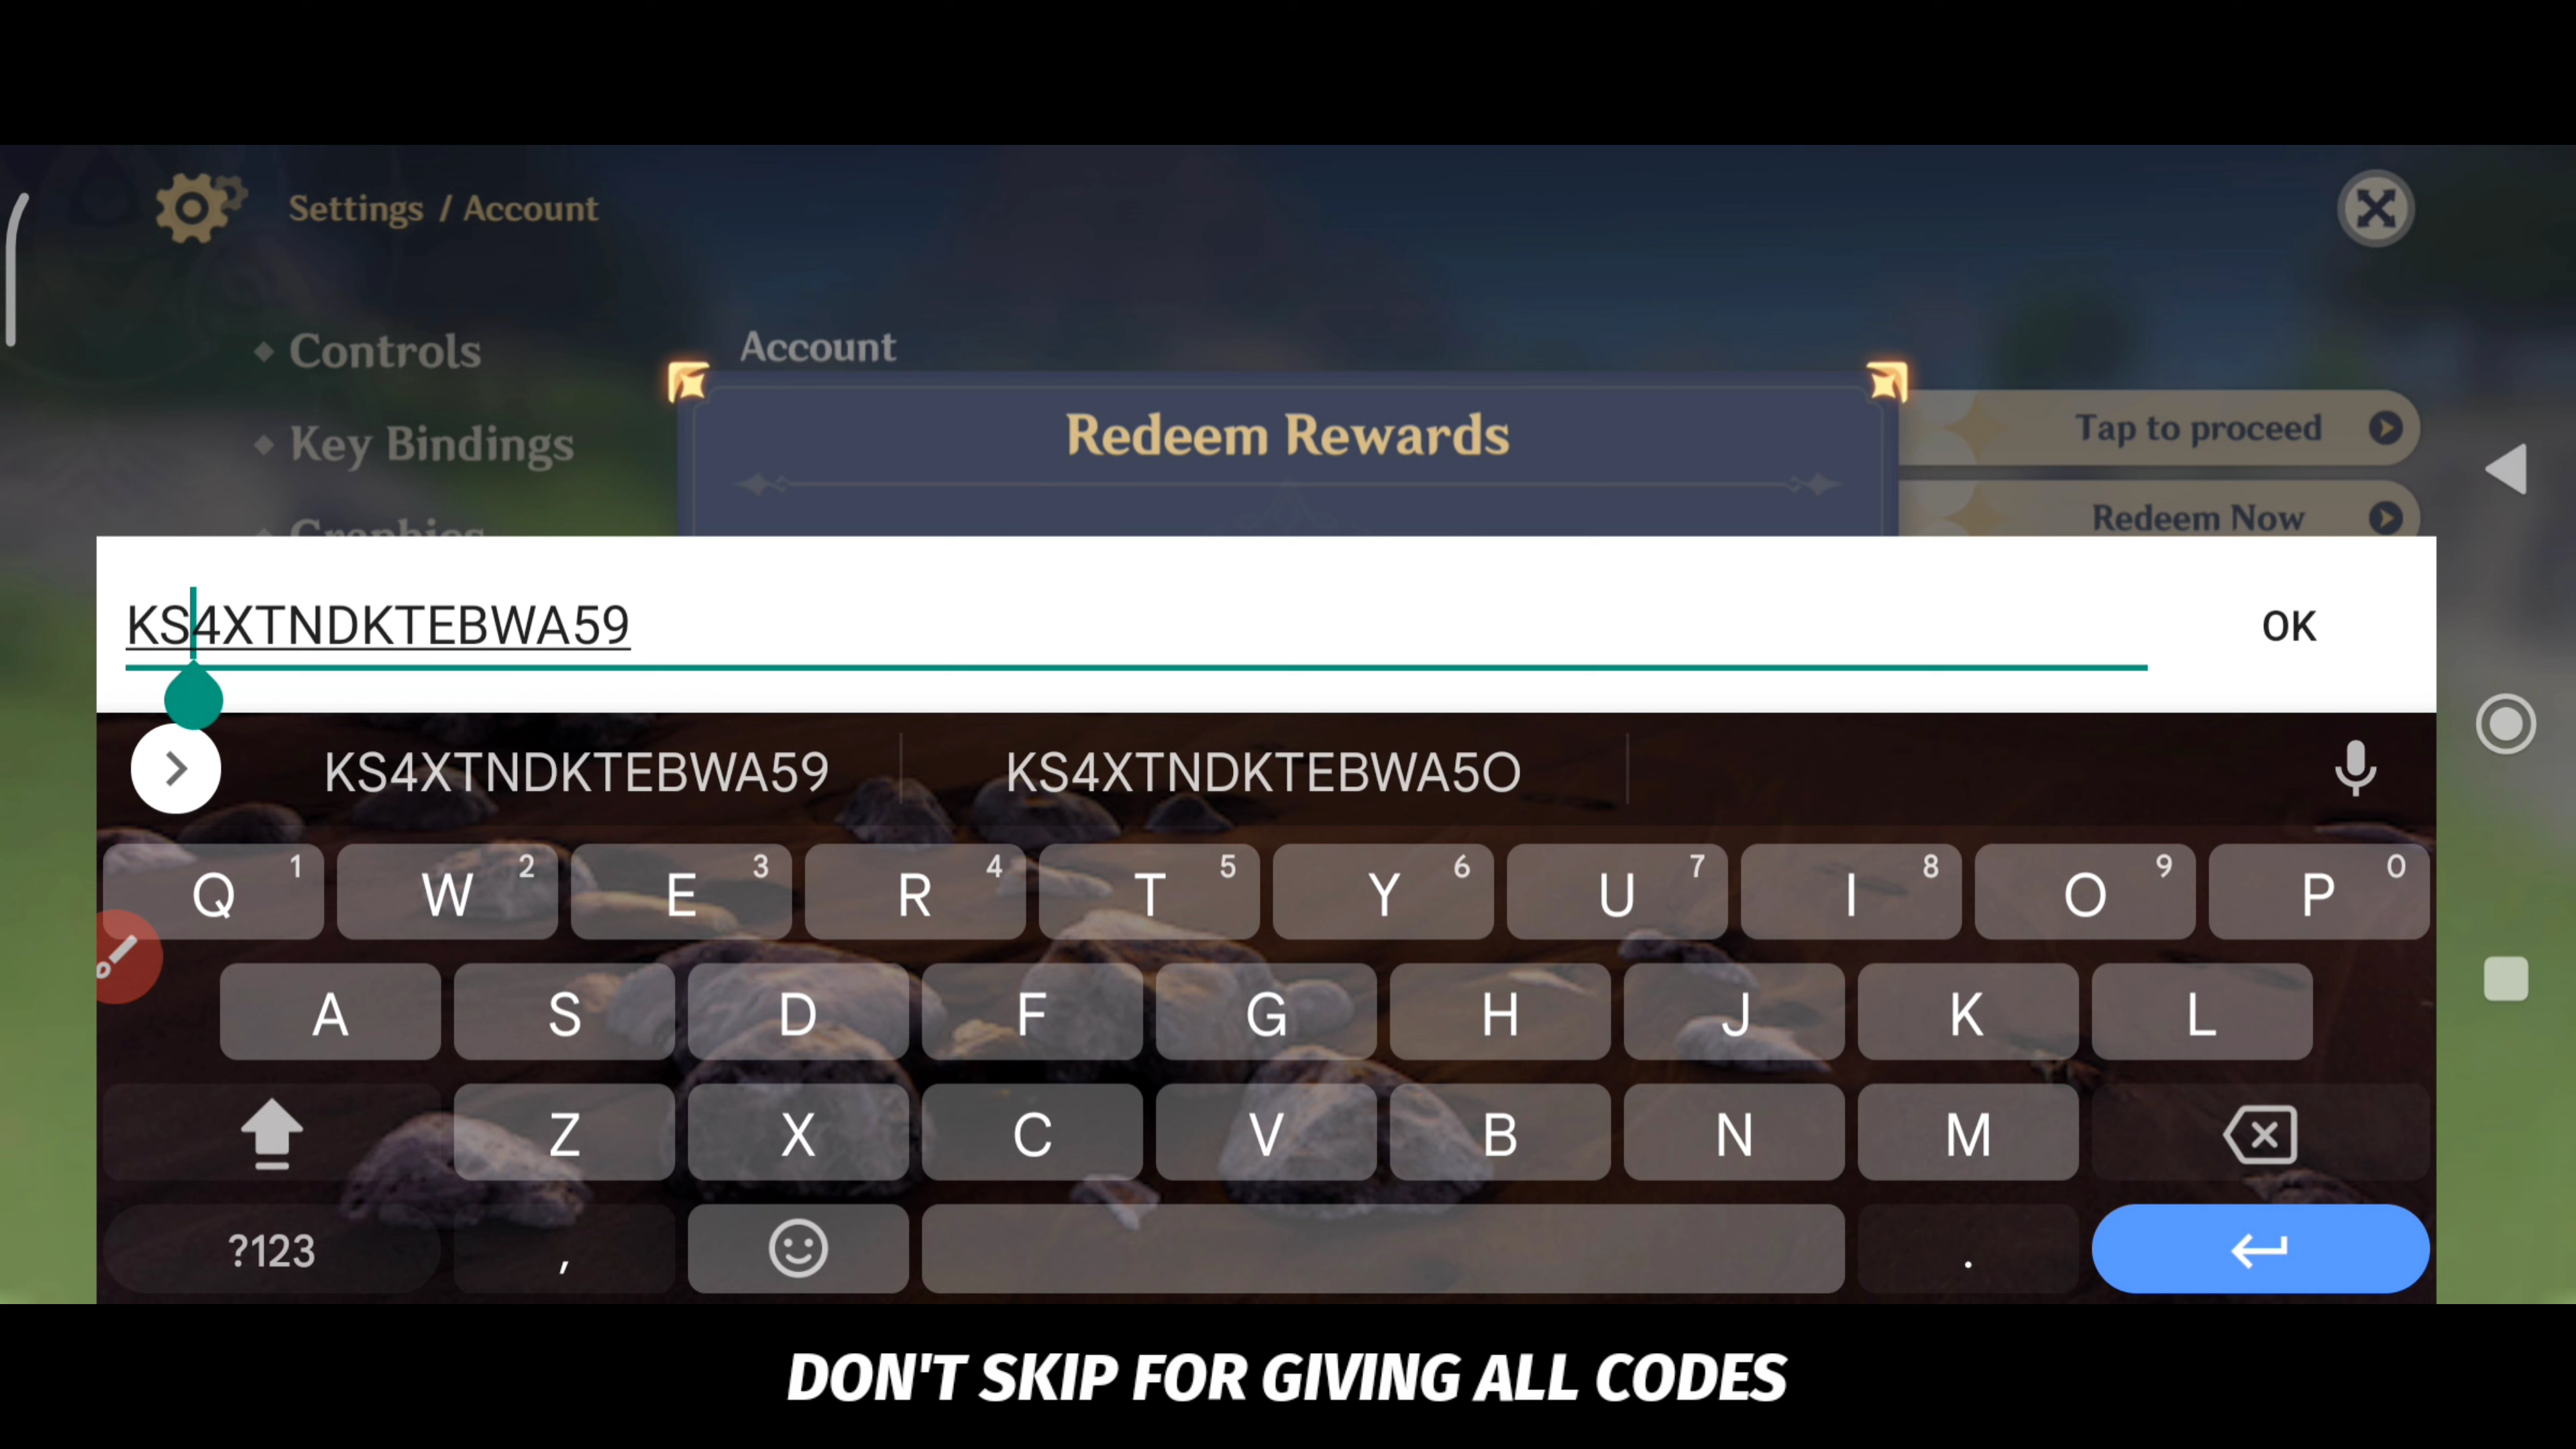 Settings / Account
Controls
Account
Key Bindings
Redeem Rewards
Tap to proceed
Graphics
Redeem Now
KS4XTNDKTEBWA59
OK
KS4XTNDKTEBWA59 KS4XTNDKTEBWA5O
Q 1 W 2 E 3 R 4 T 5 Y 6 U 7 I 8 O 9 P 0
A S D F G H J K L
Z X C V B N M
?123 , .
DON'T SKIP FOR GIVING ALL CODES